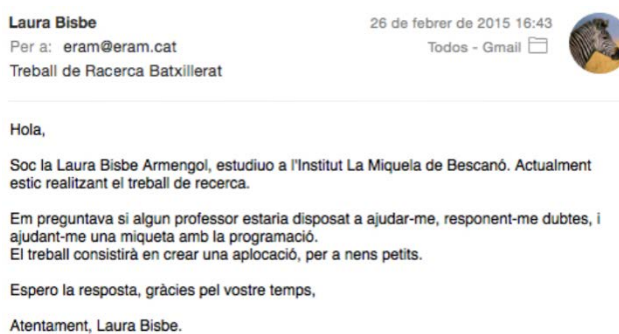 Laura Bisbe 26 de febrer de 2015 16:43
Per a: eram@eram.cat Todos - Gmail
Treball de Racerca Batxillerat
Hola,
Soc la Laura Bisbe Armengol, estudiuo a l'Institut La Miquela de Bescanó. Actualment
estic realitzant el treball de recerca.
Em preguntava si algun professor estaria disposat a ajudar-me, responent-me dubtes, i
ajudant-me una miqueta amb la programació.
El treball consistirà en crear una aplocació, per a nens petits.
Espero la resposta, gràcies pel vostre temps,
Atentament, Laura Bisbe.